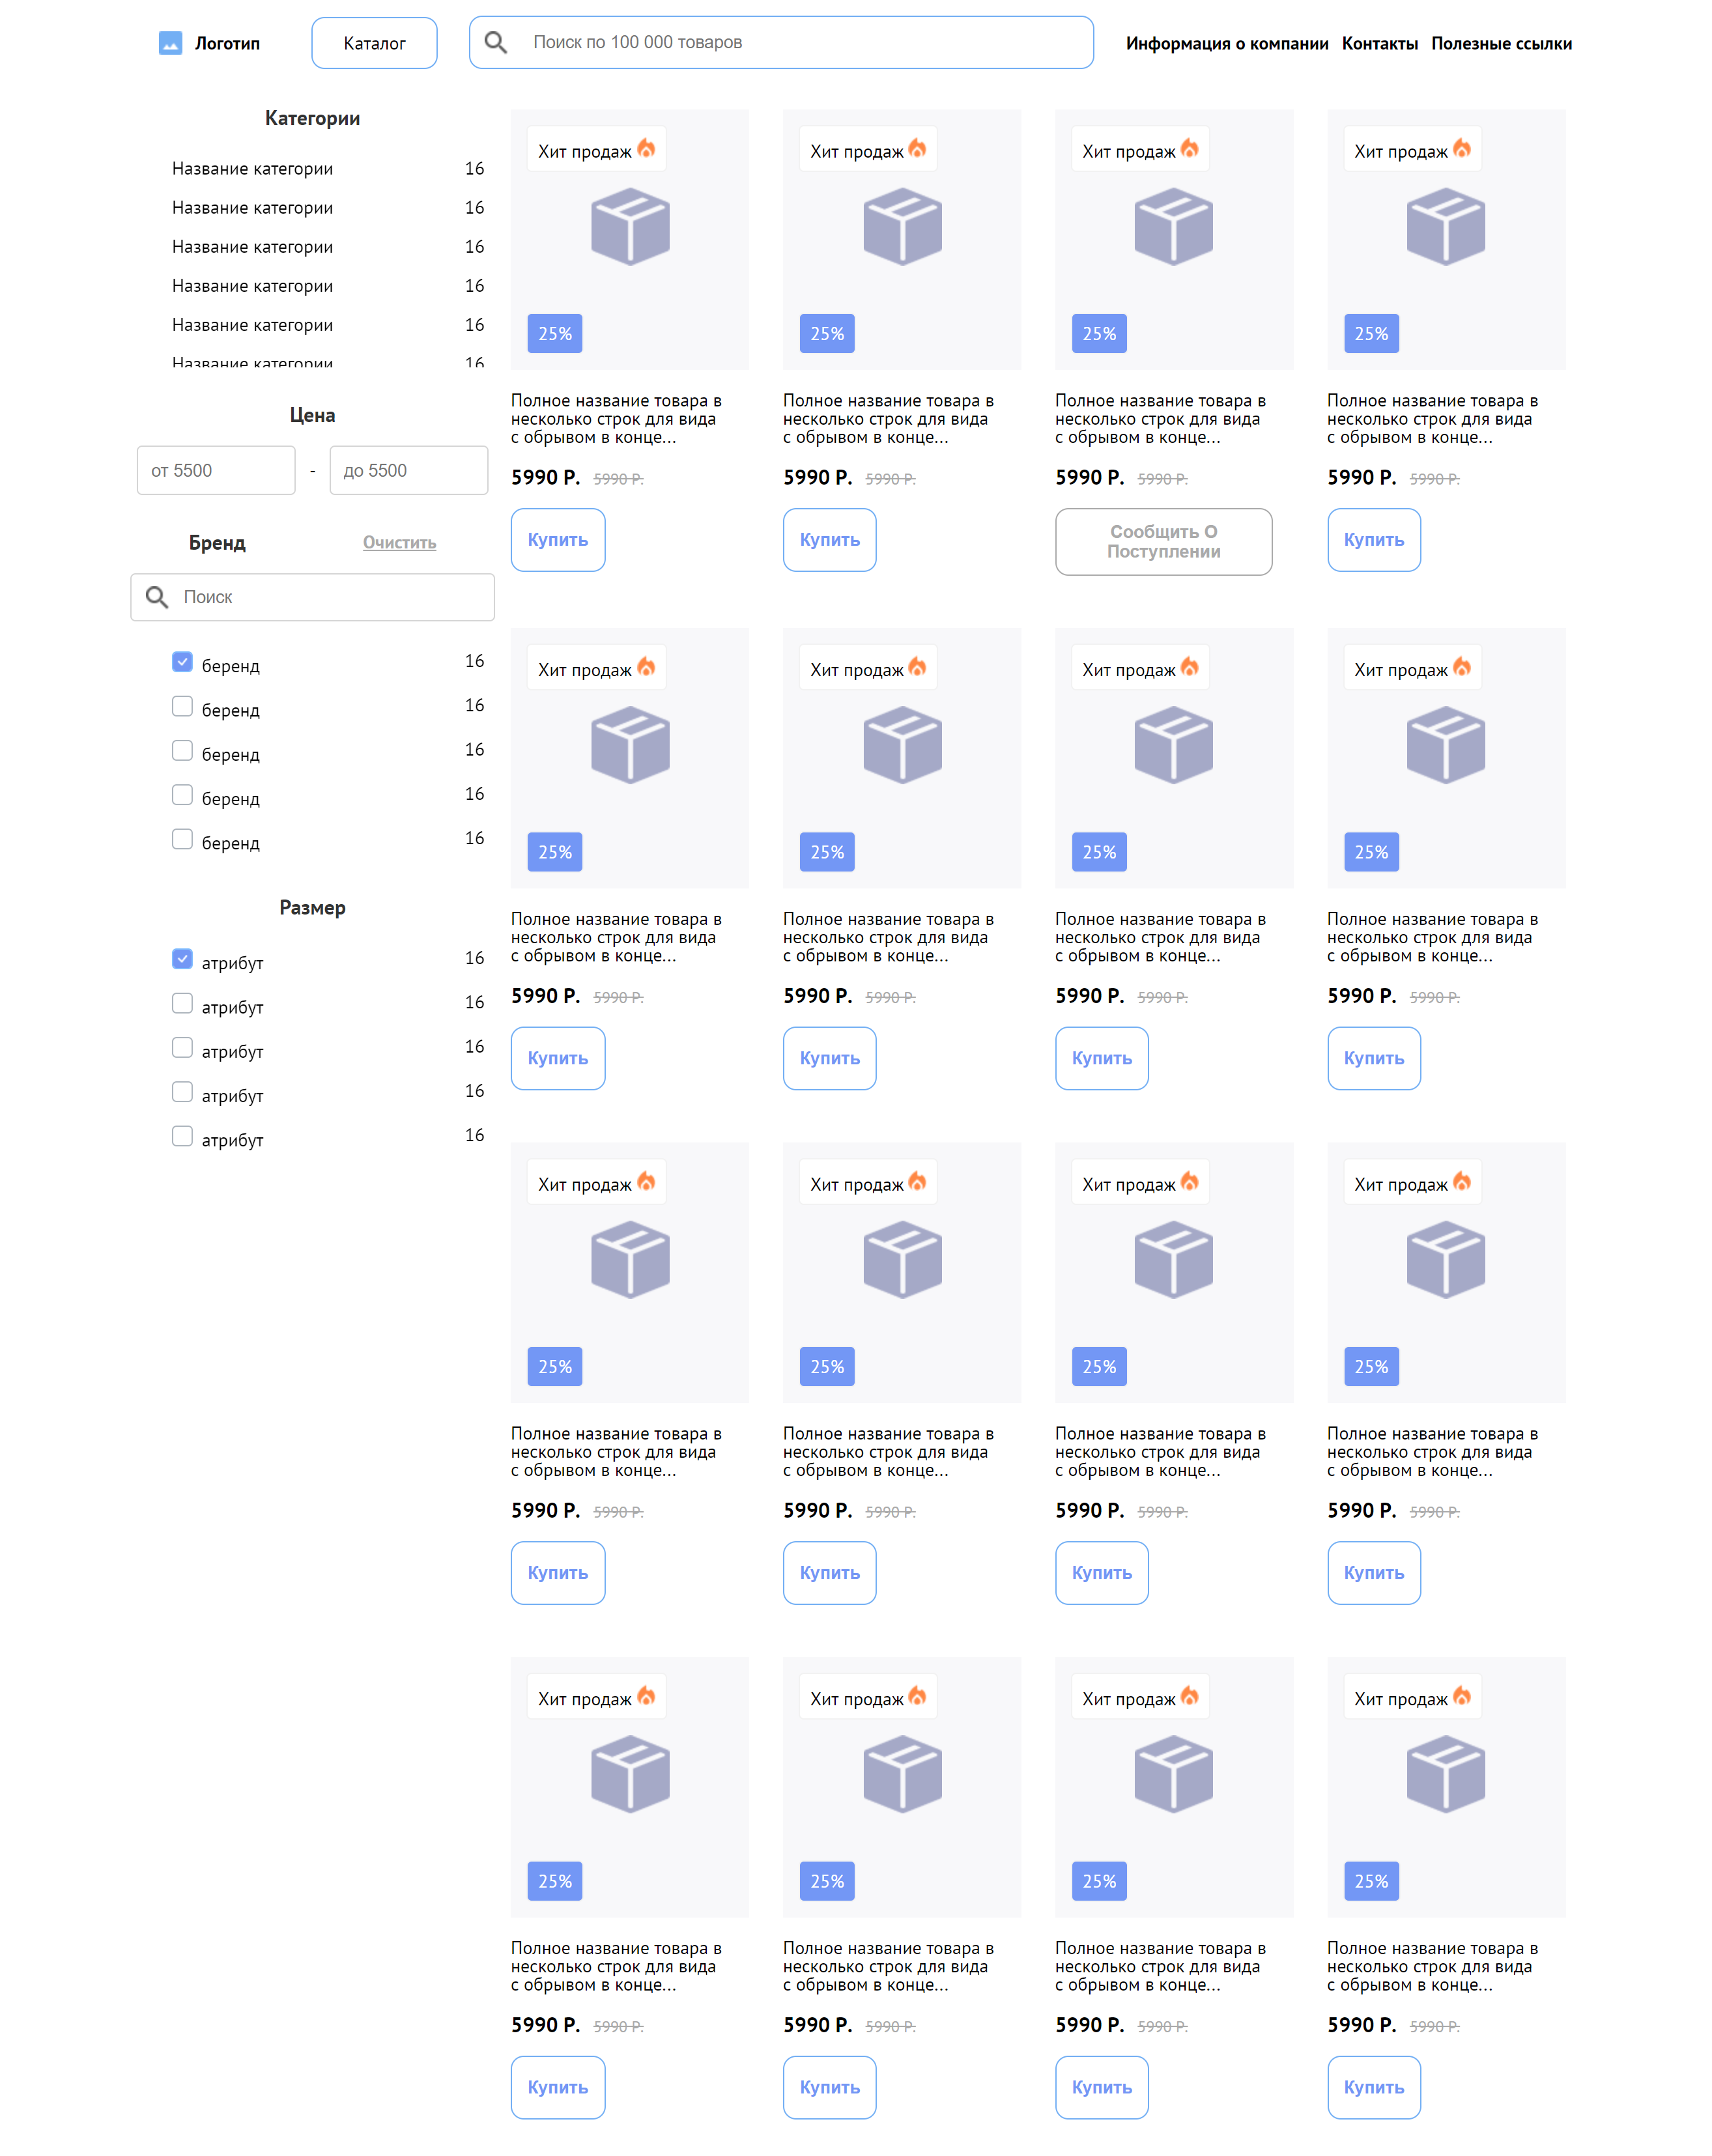 Логотип
Каталог
Поиск по 100 000 товаров
Информация о компании Контакты Полезные ссылки
Категории
Название категории 16
Название категории 16
Название категории 16
Название категории 16
Название категории 16
Название категории 16
Цена
от 5500 - до 5500
Бренд Очистить
Поиск
беренд 16
беренд 16
беренд 16
беренд 16
беренд 16
Размер
атрибут 16
атрибут 16
атрибут 16
атрибут 16
атрибут 16
Хит продаж
25%
Полное название товара в
несколько строк для вида
с обрывом в конце...
5990 Р. 5990 Р.
Купить
Хит продаж
25%
Полное название товара в
несколько строк для вида
с обрывом в конце...
5990 Р. 5990 Р.
Купить
Хит продаж
25%
Полное название товара в
несколько строк для вида
с обрывом в конце...
5990 Р. 5990 Р.
Сообщить О
Поступлении
Хит продаж
25%
Полное название товара в
несколько строк для вида
с обрывом в конце...
5990 Р. 5990 Р.
Купить
Хит продаж
25%
Полное название товара в
несколько строк для вида
с обрывом в конце...
5990 Р. 5990 Р.
Купить
Хит продаж
25%
Полное название товара в
несколько строк для вида
с обрывом в конце...
5990 Р. 5990 Р.
Купить
Хит продаж
25%
Полное название товара в
несколько строк для вида
с обрывом в конце...
5990 Р. 5990 Р.
Купить
Хит продаж
25%
Полное название товара в
несколько строк для вида
с обрывом в конце...
5990 Р. 5990 Р.
Купить
Хит продаж
25%
Полное название товара в
несколько строк для вида
с обрывом в конце...
5990 Р. 5990 Р.
Купить
Хит продаж
25%
Полное название товара в
несколько строк для вида
с обрывом в конце...
5990 Р. 5990 Р.
Купить
Хит продаж
25%
Полное название товара в
несколько строк для вида
с обрывом в конце...
5990 Р. 5990 Р.
Купить
Хит продаж
25%
Полное название товара в
несколько строк для вида
с обрывом в конце...
5990 Р. 5990 Р.
Купить
Хит продаж
25%
Полное название товара в
несколько строк для вида
с обрывом в конце...
5990 Р. 5990 Р.
Купить
Хит продаж
25%
Полное название товара в
несколько строк для вида
с обрывом в конце...
5990 Р. 5990 Р.
Купить
Хит продаж
25%
Полное название товара в
несколько строк для вида
с обрывом в конце...
5990 Р. 5990 Р.
Купить
Хит продаж
25%
Полное название товара в
несколько строк для вида
с обрывом в конце...
5990 Р. 5990 Р.
Купить